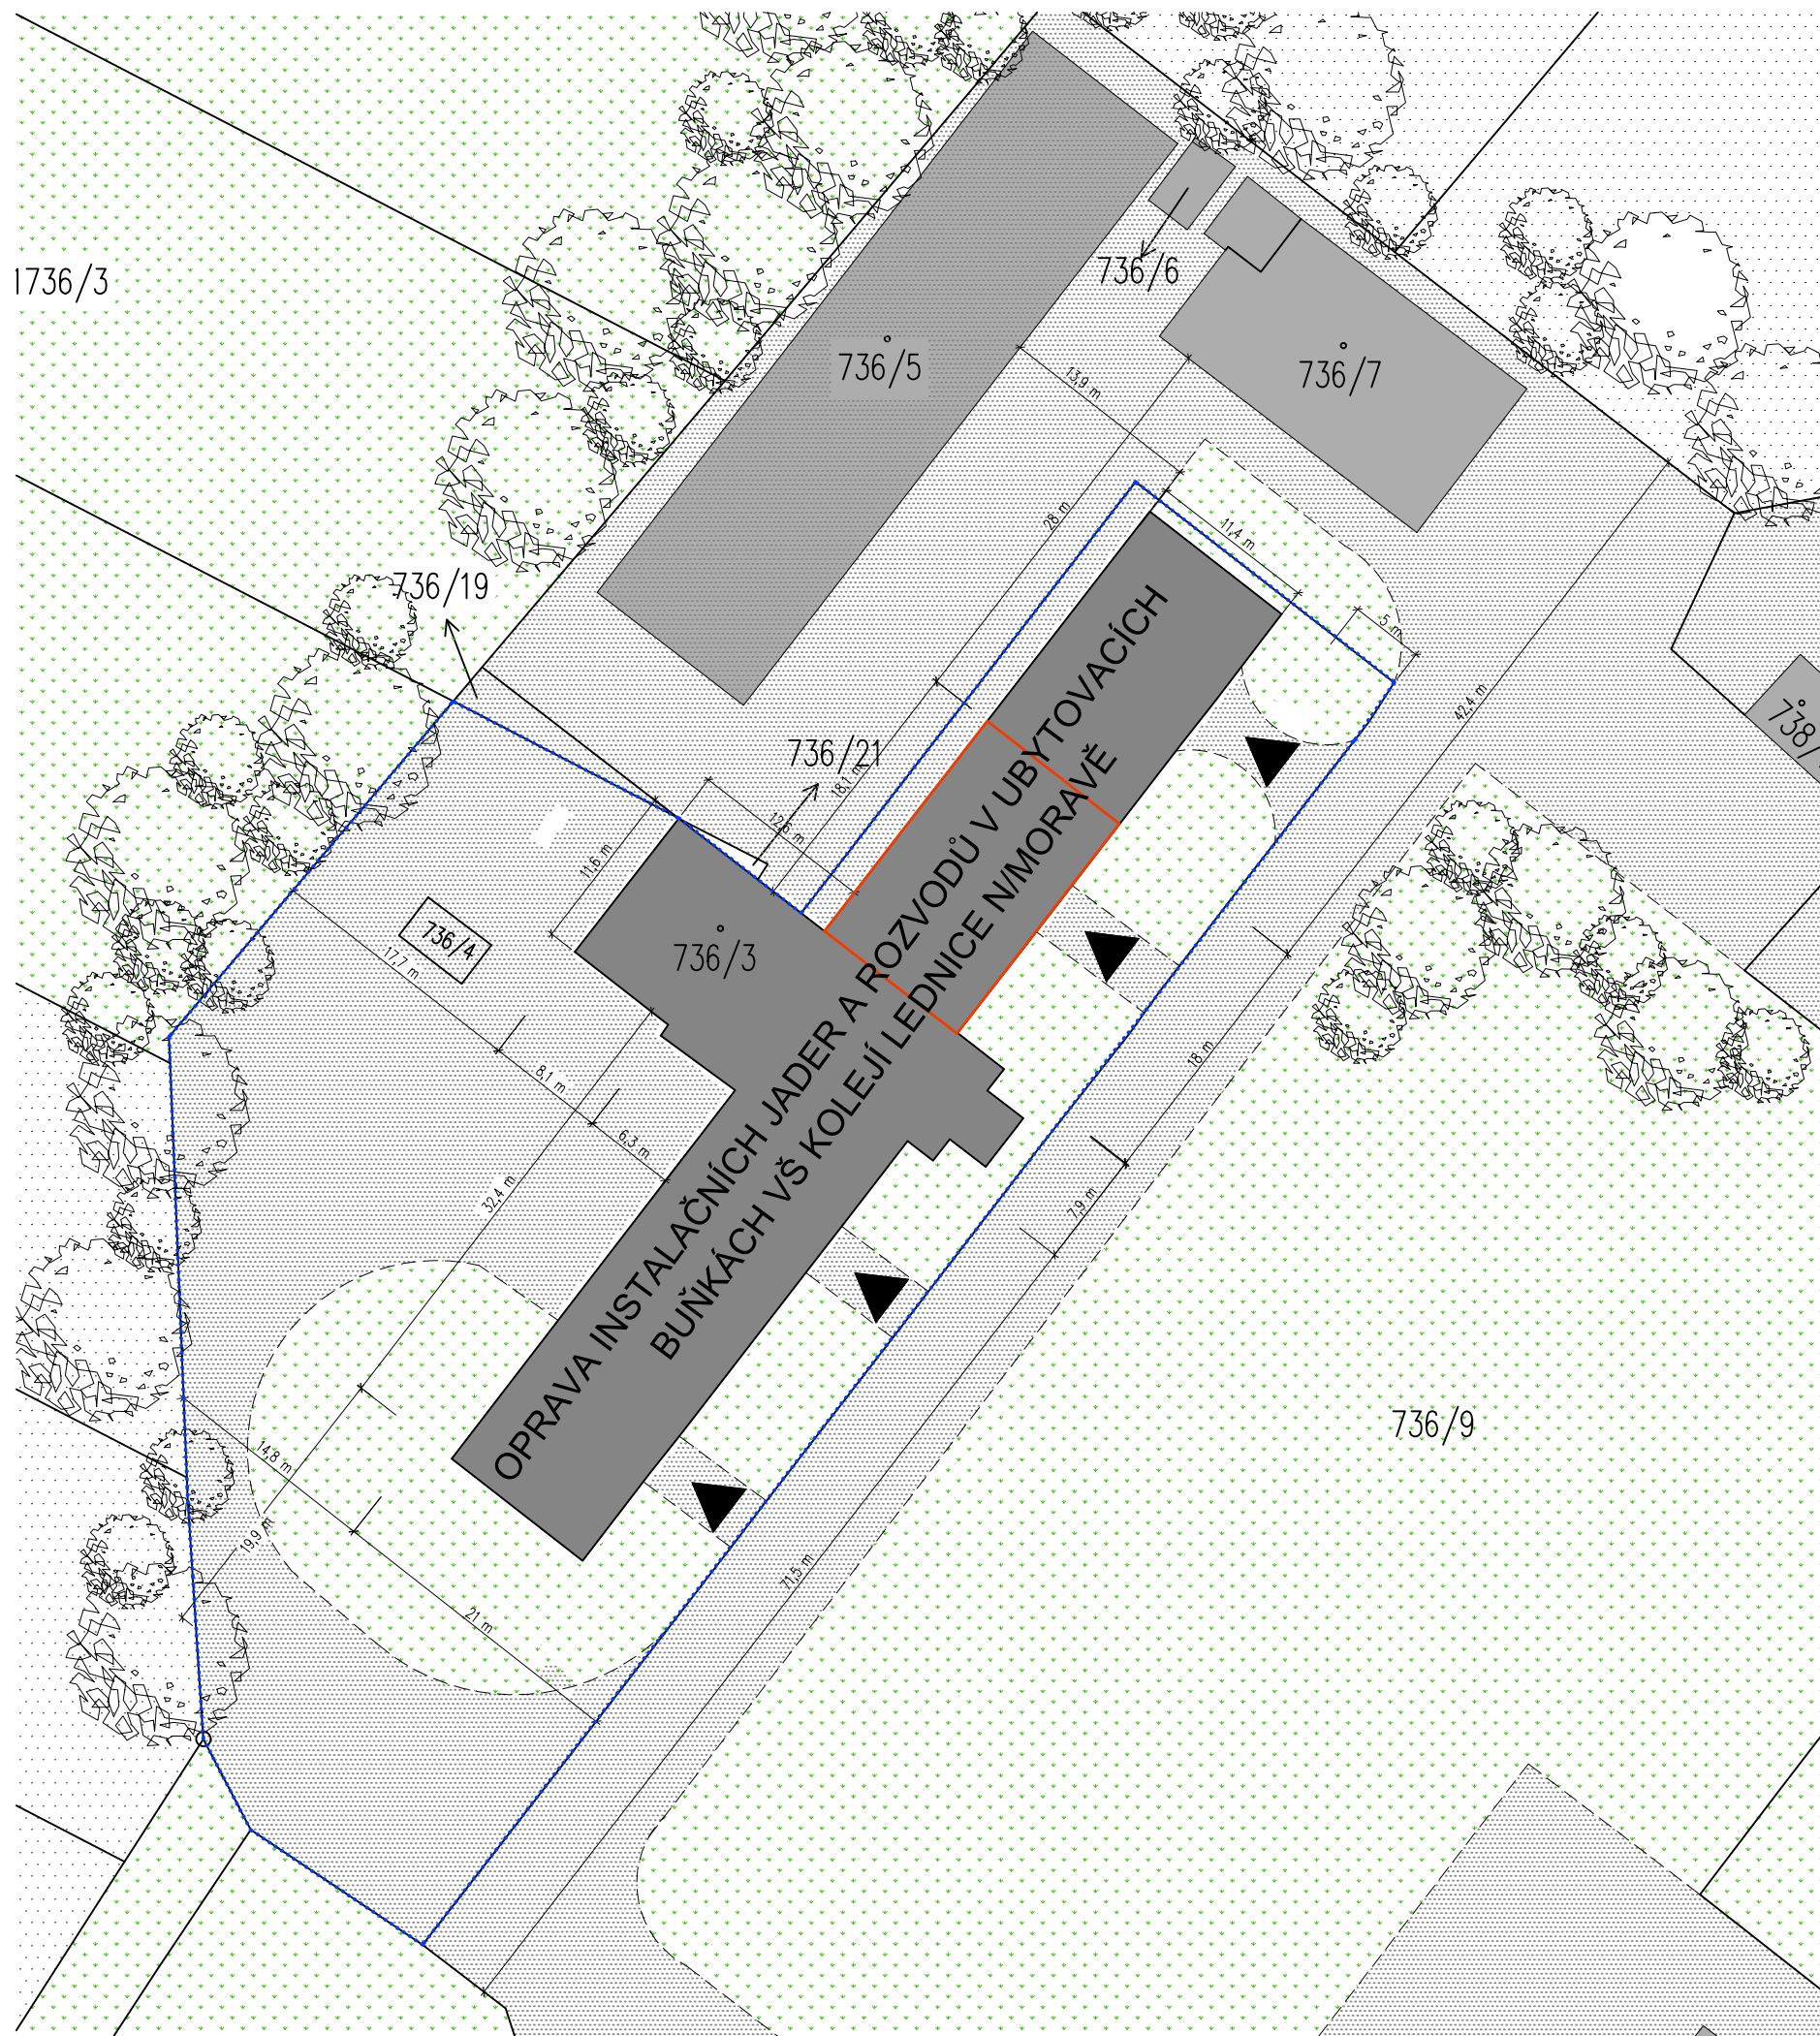 1736/3
736/6
736/5
736/7
13,9 m
28 m
11,4 m
736/19
5 m
42,4 m
738/
736/21
18,1 m
12,6 m
11,6 m
736/4
17,7 m
736/3
8,1 m
6,3 m
18 m
32,4 m
7,9 m
OPRAVA INSTALAČNÍCH JADER A ROZVODŮ V UBYTOVACÍCH
BUŇKÁCH VŠ KOLEJÍ LEDNICE N/MORAVĚ
736/9
14,8 m
19,9 m
71,5 m
21 m